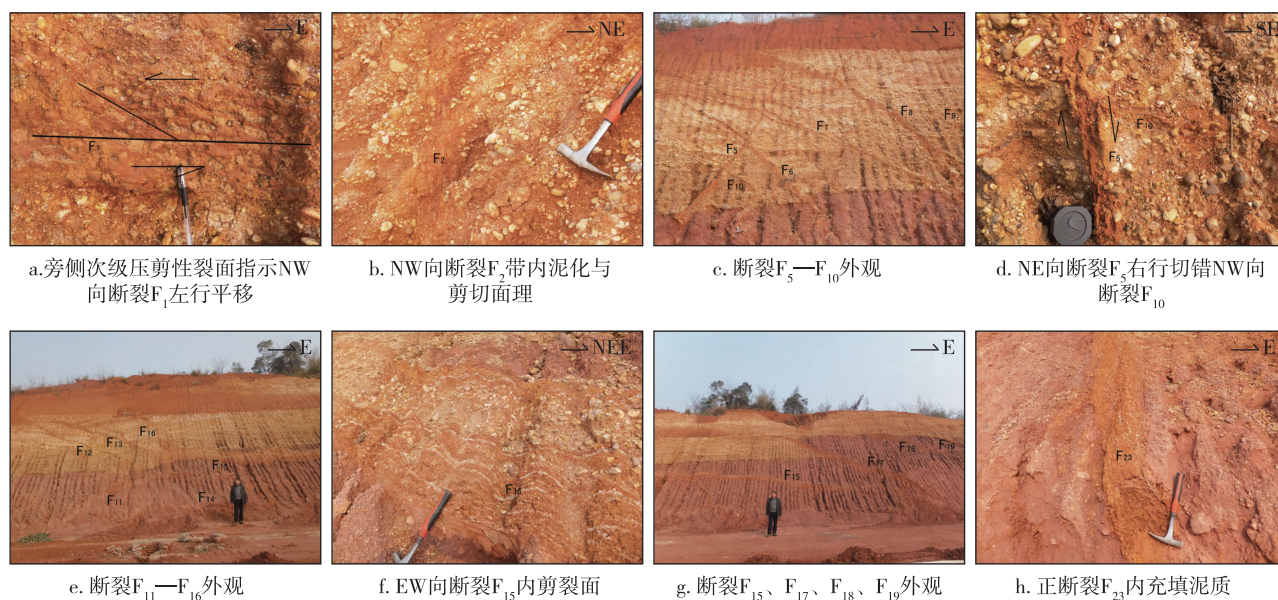 E
F₁
a.旁侧次级压剪性裂面指示NW
向断裂F₁左行平移
NE
F₂
b. NW向断裂F₂带内泥化与
剪切面理
E
F₈
F₉
F₇
F₅
F₆
F₁₀
c. 断裂F₅—F₁₀外观
SE
F₁₀
F₅
d. NE向断裂F₅右行切错NW向
断裂F₁₀
E
F₁₆
F₁₃
F₁₂
F₁₅
F₁₁
F₁₄
e. 断裂F₁₁—F₁₆外观
NEE
F₁₅
f. EW向断裂F₁₅内剪裂面
E
F₁₈
F₁₉
F₁₇
F₁₅
g. 断裂F₁₅、F₁₇、F₁₈、F₁₉外观
E
F₂₃
h. 正断裂F₂₃内充填泥质